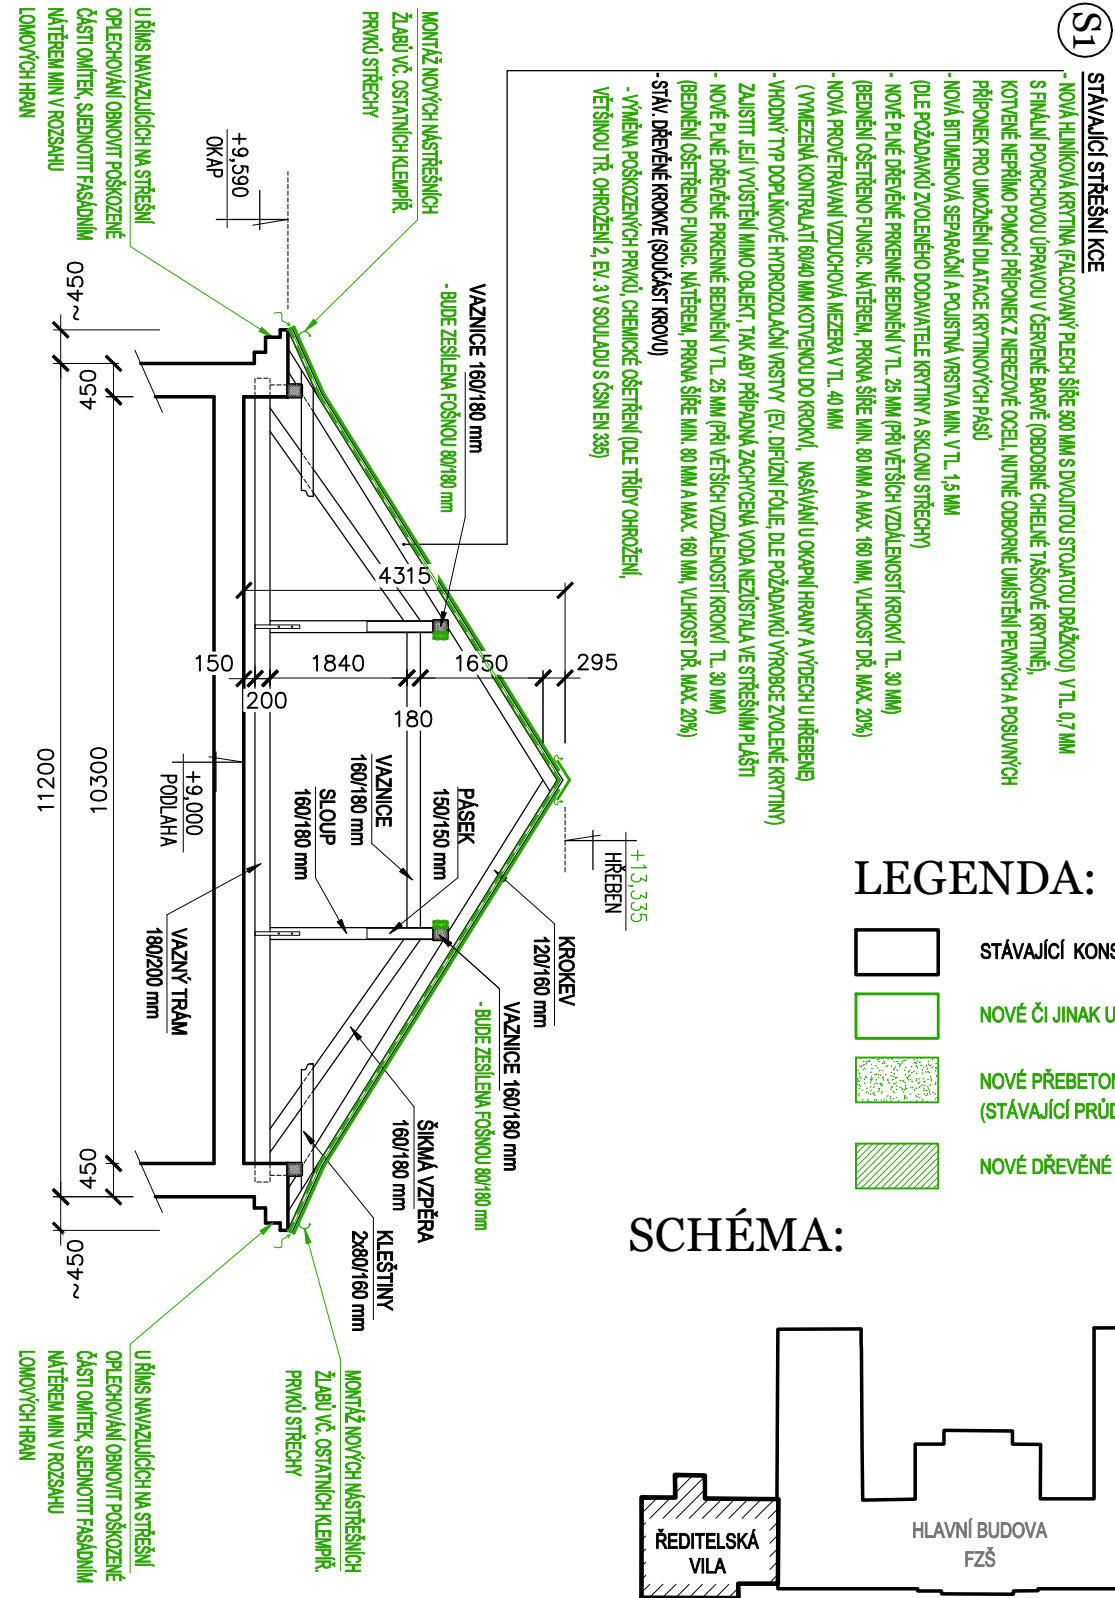 S1
STÁVAJÍCÍ STŘEŠNÍ KCE
- NOVÁ HLINÍKOVÁ KRYTINA (FALCOVANÝ PLECH ŠÍŘE 500 MM S DVOJITOU STOJATOU DRÁŽKOU) V TL. 0,7 MM
S FINÁLNÍ POVRCHOVOU ÚPRAVOU V ČERVENÉ BARVĚ (OBDOBNÉ CIHELNÉ TAŠKOVÉ KRYTINĚ),
KOTVENÉ NEPŘÍMO POMOCÍ PŘÍPONEK Z NEREZOVÉ OCELI, NUTNÉ ODBORNÉ UMÍSTĚNÍ PEVNÝCH A POSUVNÝCH
PŘÍPONEK PRO UMOŽNĚNÍ DILATACE KRYTINOVÝCH PÁSŮ
- NOVÁ BITUMENOVÁ SEPARAČNÍ A POJISTNÁ VRSTVA MIN. V TL. 1,5 MM
(DLE POŽADAVKŮ ZVOLENÉHO DODAVATELE KRYTINY A SKLONU STŘECHY)
- NOVÉ PLNÉ DŘEVĚNÉ PRKENNÉ BEDNĚNÍ V TL. 25 MM (PŘI VĚTŠÍCH VZDÁLENOSTÍ KROKVÍ TL. 30 MM)
(BEDNĚNÍ OŠETŘENO FUNGIC. NÁTĚREM, PRKNA ŠÍŘE MIN. 80 MM A MAX. 160 MM, VLHKOST DŘ. MAX. 20%)
- NOVÁ PROVĚTRÁVANÍ VZDUCHOVÁ MEZERA V TL. 40 MM
(VYMEZENÁ KONTRALATÍ 60/40 MM KOTVENOU DO KROKVÍ, NASÁVÁNÍ U OKAPNÍ HRANY A VÝDECH U HŘEBENE)
- VHODNÝ TYP DOPLŇKOVÉ HYDROIZOLAČNÍ VRSTVY (EV. DIFÚZNÍ FÓLIE, DLE POŽADAVKŮ VÝROBCE ZVOLENÉ KRYTINY)
ZAJISTIT JEJÍ VYÚSTĚNÍ MIMO OBJEKT, TAK ABY PŘÍPADNÁ ZACHYCENÁ VODA NEZŮSTALA VE STŘEŠNÍM PLÁŠTI
- NOVÉ PLNÉ DŘEVĚNÉ PRKENNÉ BEDNĚNÍ V TL. 25 MM (PŘI VĚTŠÍCH VZDÁLENOSTÍ KROKVÍ TL. 30 MM)
(BEDNĚNÍ OŠETŘENO FUNGIC. NÁTĚREM, PRKNA ŠÍŘE MIN. 80 MM A MAX. 160 MM, VLHKOST DŘ. MAX. 20%)
- STÁV. DŘEVĚNÉ KROKVE (SOUČÁST KROVU)
- VÝMĚNA POŠKOZENÝCH PRVKŮ, CHEMICKÉ OŠETŘENÍ (DLE TŘÍDY OHROŽENÍ,
VĚTŠINOU TŘ. OHROŽENÍ 2, EV. 3 V SOULADU S ČSN EN 335)
MONTÁŽ NOVÝCH NÁSTŘEŠNÍCH
ŽLABŮ VČ. OSTATNÍCH KLEMPÍŘ.
PRVKŮ STŘECHY
U ŘÍMS NAVAZUJÍCÍCH NA STŘEŠNÍ
OPLECHOVÁNÍ OBNOVIT POŠKOZENÉ
ČÁSTI OMÍTEK, SJEDNOTIT FASÁDNÍM
NÁTĚREM MIN V ROZSAHU
LOMOVÝCH HRAN
+9,590
OKAP
VAZNICE 160/180 mm
- BUDE ZESÍLENA FOŠNOU 80/180 mm
4315
150
200
1840
180
1650
295
~450
450
10300
11200
450
~450
+9,000
PODLAHA
+13,335
HŘEBEN
PÁSEK
150/150 mm
VAZNICE
160/180 mm
SLOUP
160/180 mm
VAZNÝ TRÁM
180/200 mm
KROKEV
120/160 mm
VAZNICE 160/180 mm
- BUDE ZESÍLENA FOŠNOU 80/180 mm
ŠIKMÁ VZPĚRA
160/180 mm
KLEŠTINY
2x80/160 mm
MONTÁŽ NOVÝCH NÁSTŘEŠNÍCH
ŽLABŮ VČ. OSTATNÍCH KLEMPÍŘ.
PRVKŮ STŘECHY
U ŘÍMS NAVAZUJÍCÍCH NA STŘEŠNÍ
OPLECHOVÁNÍ OBNOVIT POŠKOZENÉ
ČÁSTI OMÍTEK, SJEDNOTIT FASÁDNÍM
NÁTĚREM MIN V ROZSAHU
LOMOVÝCH HRAN
LEGENDA:
STÁVAJÍCÍ KONS
NOVÉ ČI JINAK U
NOVÉ PŘEBETON
(STÁVAJÍCÍ PRŮD
NOVÉ DŘEVĚNÉ
SCHÉMA:
ŘEDITELSKÁ
VILA
HLAVNÍ BUDOVA
FZŠ